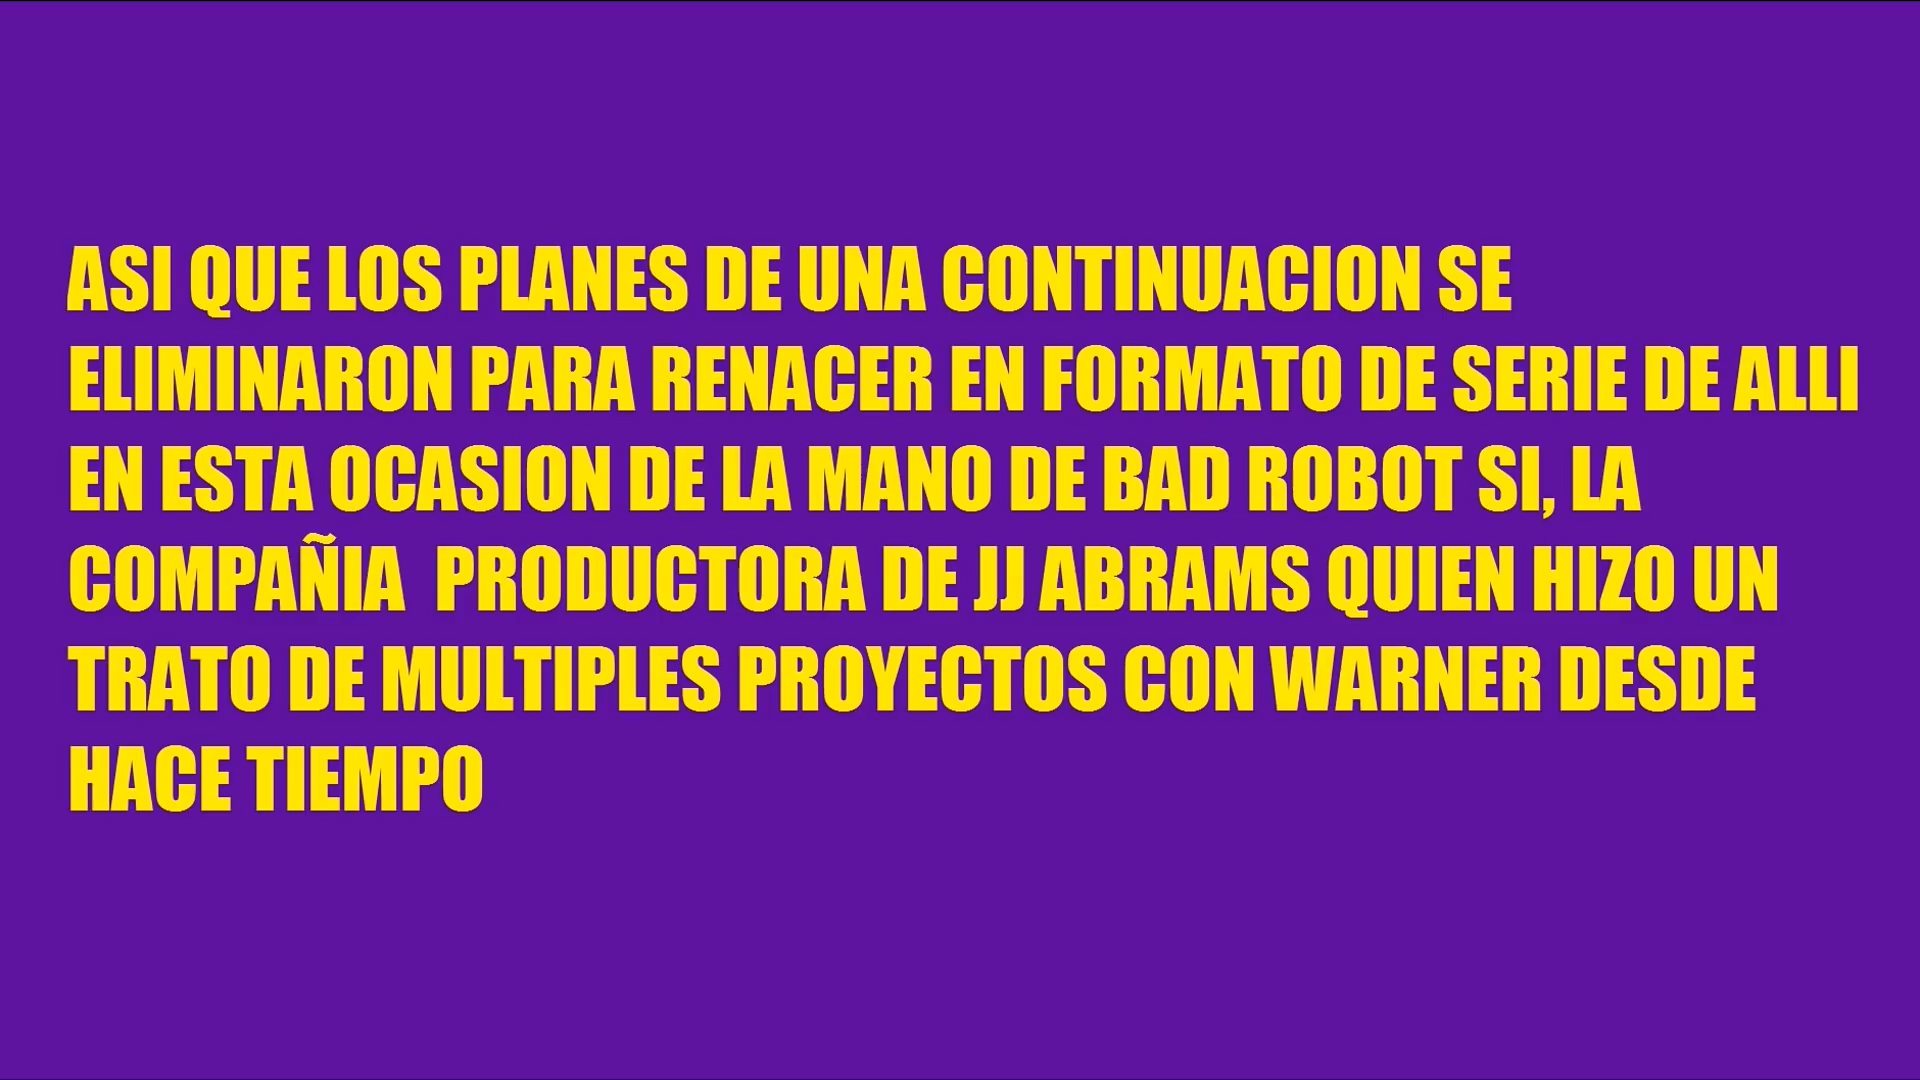 ASI QUE LOS PLANES DE UNA CONTINUACION SE
ELIMINARON PARA RENACER EN FORMATO DE SERIE DE ALLI
EN ESTA OCASION DE LA MANO DE BAD ROBOT SI, LA
COMPAÑIA  PRODUCTORA DE JJ ABRAMS QUIEN HIZO UN
TRATO DE MULTIPLES PROYECTOS CON WARNER DESDE
HACE TIEMPO